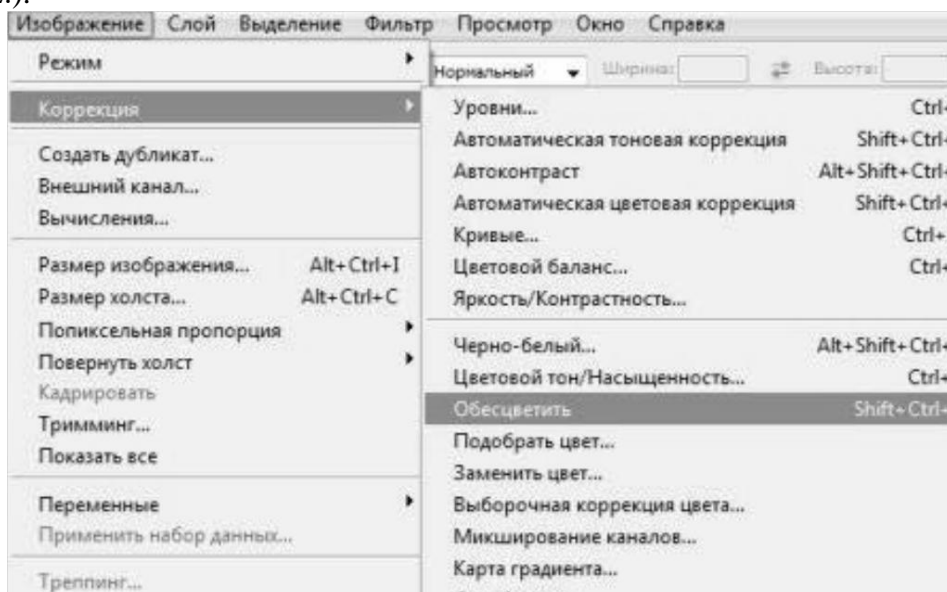 Изображение Слой Выделение Фильтр Просмотр Окно Справка
Режим
Нормальный Ширина: Высота:
Коррекция
Создать дубликат...
Внешний канал...
Вычисления...
Размер изображения... Alt+Ctrl+I
Размер холста... Alt+Ctrl+C
Попиксельная пропорция
Повернуть холст
Кадрировать
Тримминг...
Показать все
Переменные
Применить набор данных...
Треппинг...
Уровни... Ctrl+
Автоматическая тоновая коррекция Shift+Ctrl+
Автоконтраст Alt+Shift+Ctrl+
Автоматическая цветовая коррекция Shift+Ctrl+
Кривые... Ctrl+
Цветовой баланс... Ctrl+
Яркость/Контрастность...
Черно-белый... Alt+Shift+Ctrl+
Цветовой тон/Насыщенность... Ctrl+
Обесцветить Shift+Ctrl+
Подобрать цвет...
Заменить цвет...
Выборочная коррекция цвета...
Микширование каналов...
Карта градиента...